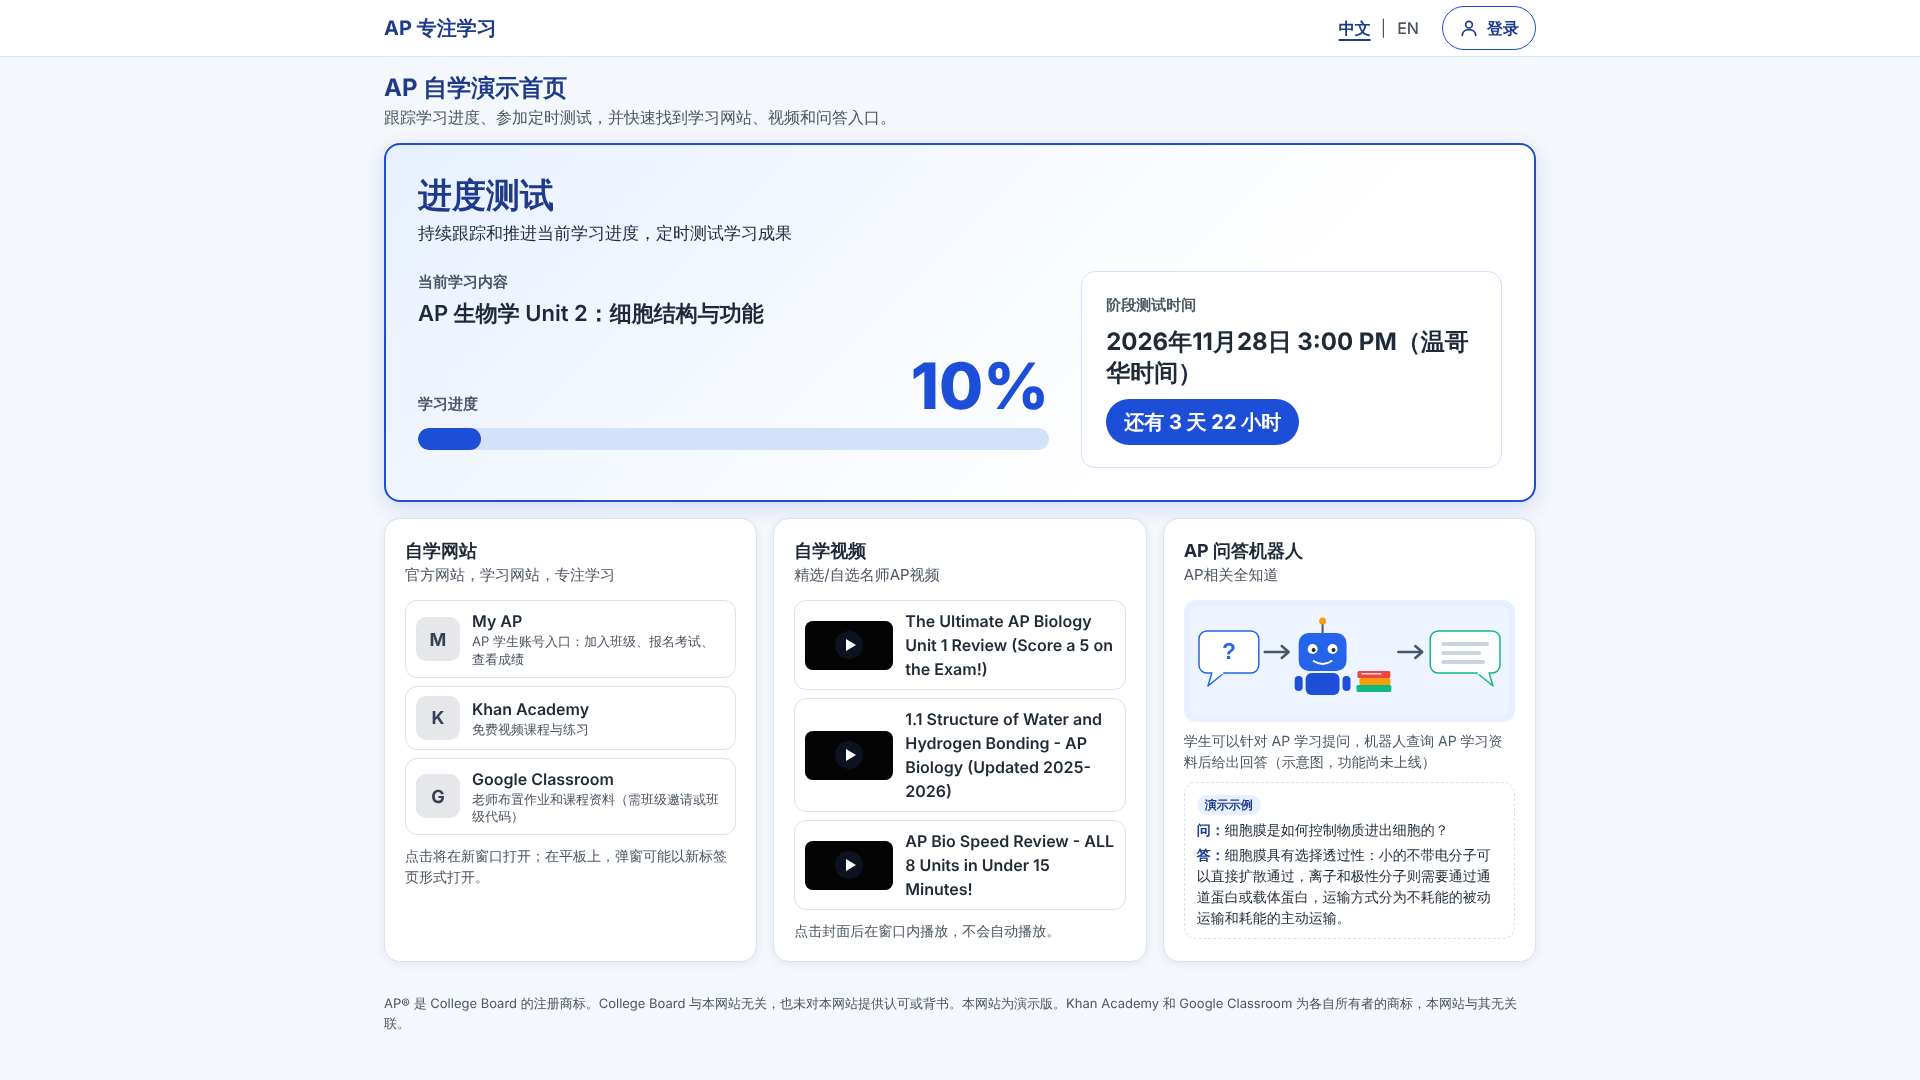 AP 专注学习
中文 | EN
登录
AP 自学演示首页
跟踪学习进度、参加定时测试，并快速找到学习网站、视频和问答入口。
进度测试
持续跟踪和推进当前学习进度，定时测试学习成果
当前学习内容
AP 生物学 Unit 2：细胞结构与功能
学习进度
10%
阶段测试时间
2026年11月28日 3:00 PM（温哥
华时间）
还有 3 天 22 小时
自学网站
官方网站，学习网站，专注学习
M
My AP
AP 学生账号入口：加入班级、报名考试、
查看成绩
K
Khan Academy
免费视频课程与练习
G
Google Classroom
老师布置作业和课程资料（需班级邀请或班
级代码）
点击将在新窗口打开；在平板上，弹窗可能以新标签
页形式打开。
自学视频
精选/自选名师AP视频
The Ultimate AP Biology
Unit 1 Review (Score a 5 on
the Exam!)
1.1 Structure of Water and
Hydrogen Bonding - AP
Biology (Updated 2025-
2026)
AP Bio Speed Review - ALL
8 Units in Under 15
Minutes!
点击封面后在窗口内播放，不会自动播放。
AP 问答机器人
AP相关全知道
?
学生可以针对 AP 学习提问，机器人查询 AP 学习资
料后给出回答（示意图，功能尚未上线）
演示示例
问：细胞膜是如何控制物质进出细胞的？
答：细胞膜具有选择透过性：小的不带电分子可
以直接扩散通过，离子和极性分子则需要通过通
道蛋白或载体蛋白，运输方式分为不耗能的被动
运输和耗能的主动运输。
AP® 是 College Board 的注册商标。College Board 与本网站无关，也未对本网站提供认可或背书。本网站为演示版。Khan Academy 和 Google Classroom 为各自所有者的商标，本网站与其无关
联。